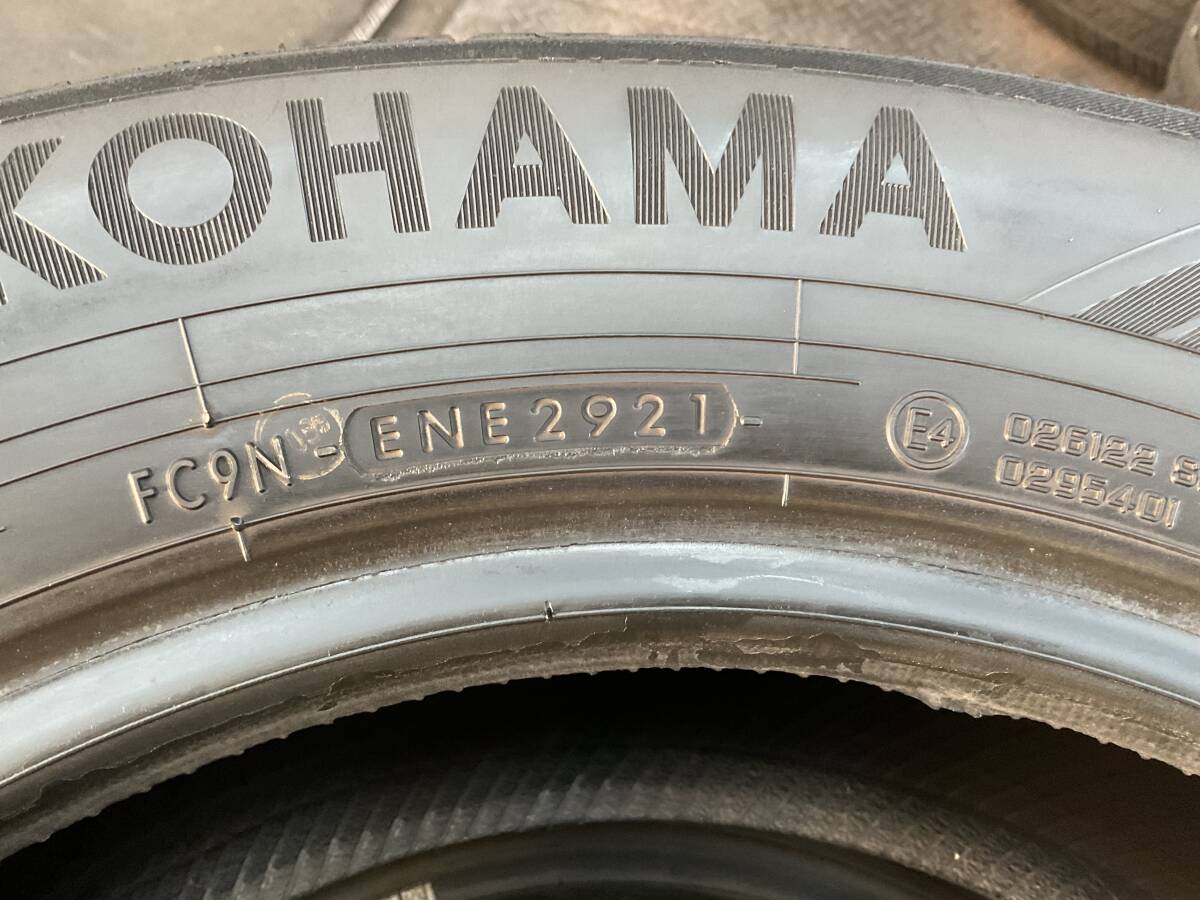 KOHAMA
FC9N- ENE2921 -
E4
026122 S
0295401